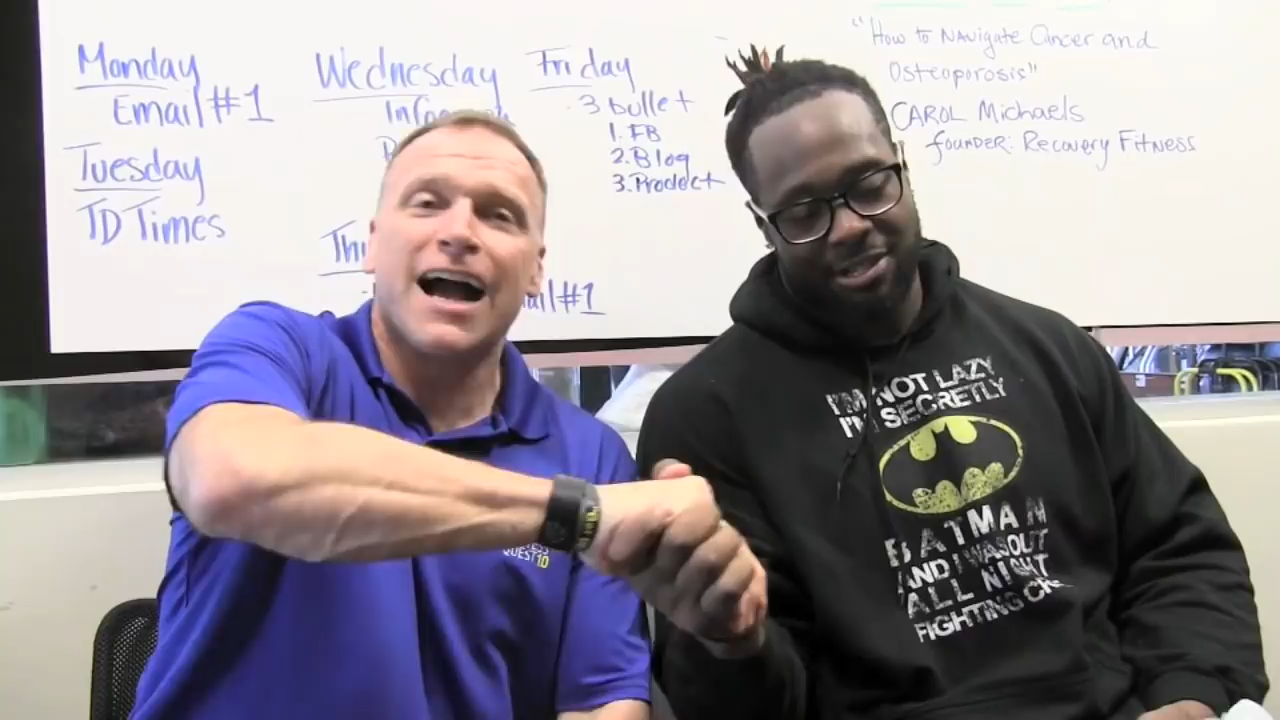 Monday
Email #1
Tuesday
TD Times
Wednesday
Friday
3 bullet
1. FB
2. Blog
3. Product
#1
"How to Navigate Cancer and
Osteoporosis"
CAROL Michaels
founder: Recovery Fitness
I'M NOT LAZY
I'M SECRETLY
BATMAN
AND I WAS OUT
ALL NIGHT
FIGHTING
QUEST10